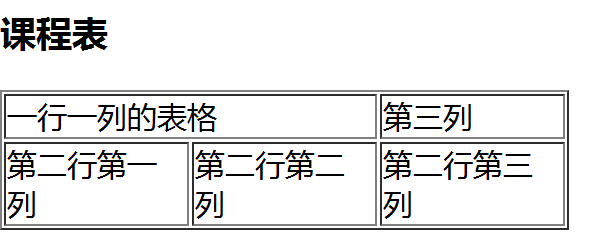 课程表
一行一列的表格 第三列
第二行第一 第二行第二 第二行第三
列 列 列